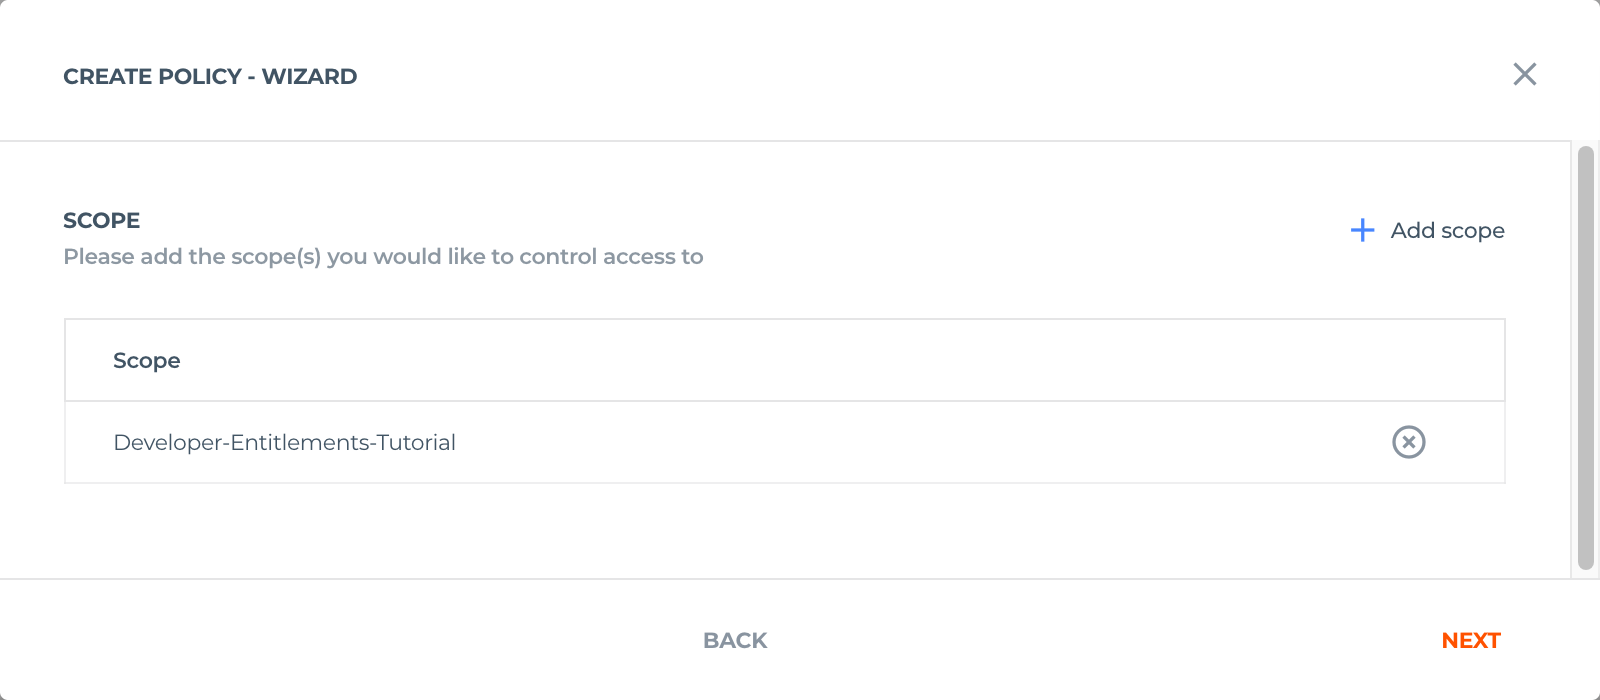 CREATE POLICY - WIZARD
SCOPE
Please add the scope(s) you would like to control access to
Add scope
Scope
Developer-Entitlements-Tutorial
BACK
NEXT